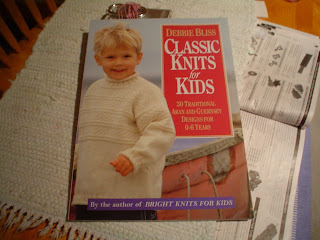 DEBBIE BLISS
CLASSIC
KNITS
for
KIDS
20 TRADITIONAL
ARAN AND GUERNSEY
DESIGNS FOR
0-6 YEARS
By the author of BRIGHT KNITS FOR KIDS